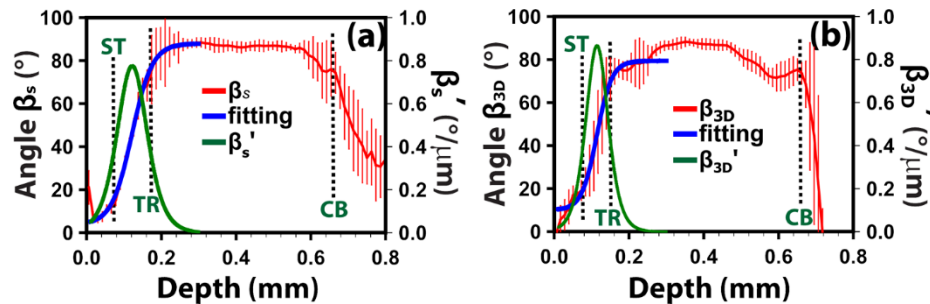 (a)
Angle βs (°)
100
80
60
40
20
0
ST
TR
CB
βs
fitting
βs'
1.0
0.8
0.6
0.4
0.2
0.0
βs' (°/μm)
0.0 0.2 0.4 0.6 0.8
Depth (mm)
(b)
Angle β3D (°)
100
80
60
40
20
0
ST
TR
CB
β3D
fitting
β3D'
1.0
0.8
0.6
0.4
0.2
0.0
β3D' (°/μm)
0.0 0.2 0.4 0.6 0.8
Depth (mm)